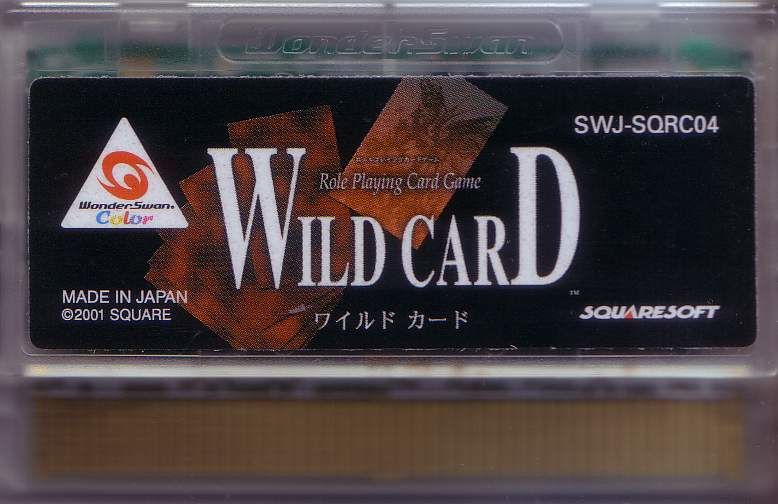 WonderSwan
SWJ-SQRC04
WonderSwan
Color
Role Playing Card Game
WILD CARD
™
ワイルド カード
MADE IN JAPAN
©2001 SQUARE
SQUARESOFT